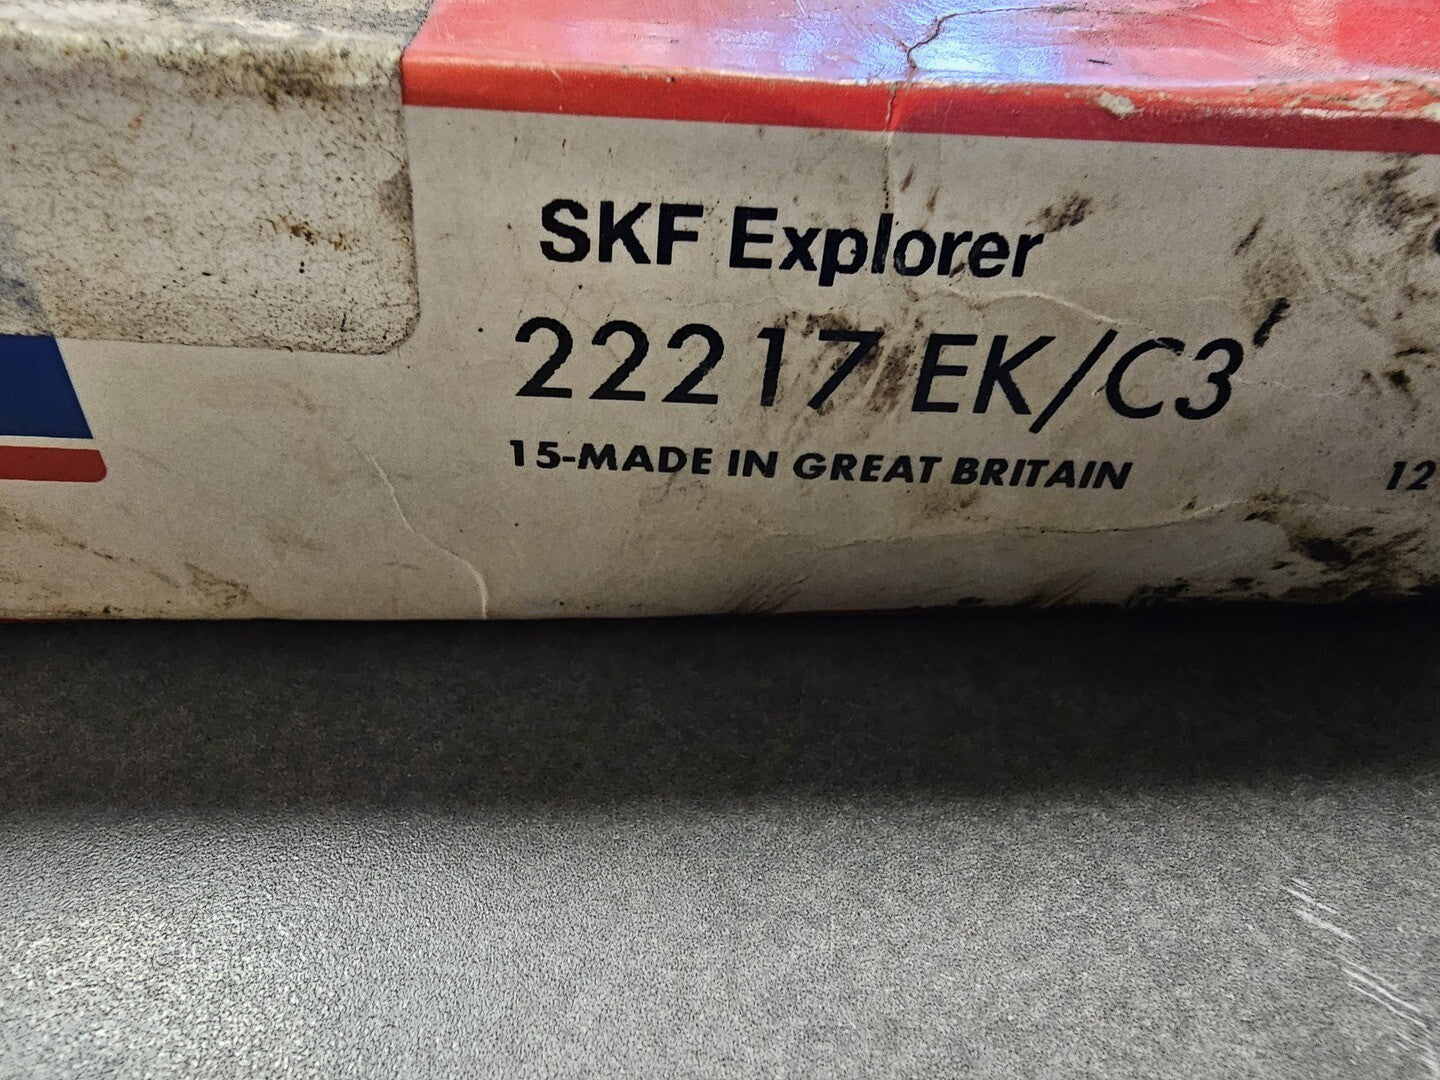 SKF Explorer
22217 EK/C3
15-MADE IN GREAT BRITAIN
12